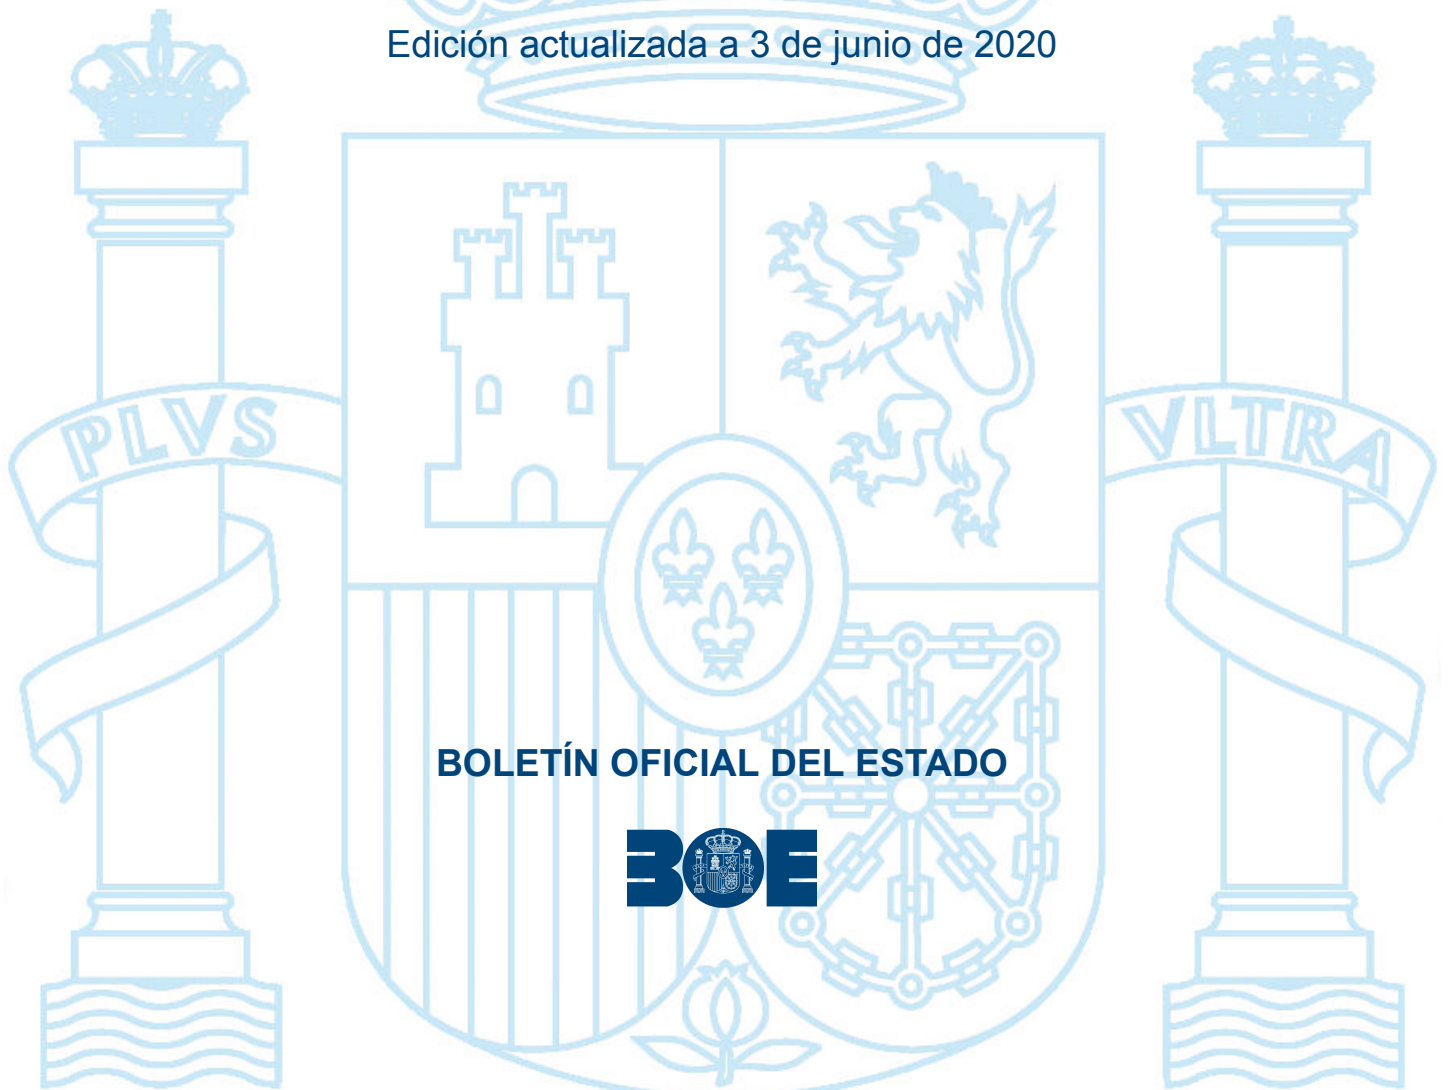 Edición actualizada a 3 de junio de 2020
PLVS
VLTRA
BOLETÍN OFICIAL DEL ESTADO
BOE